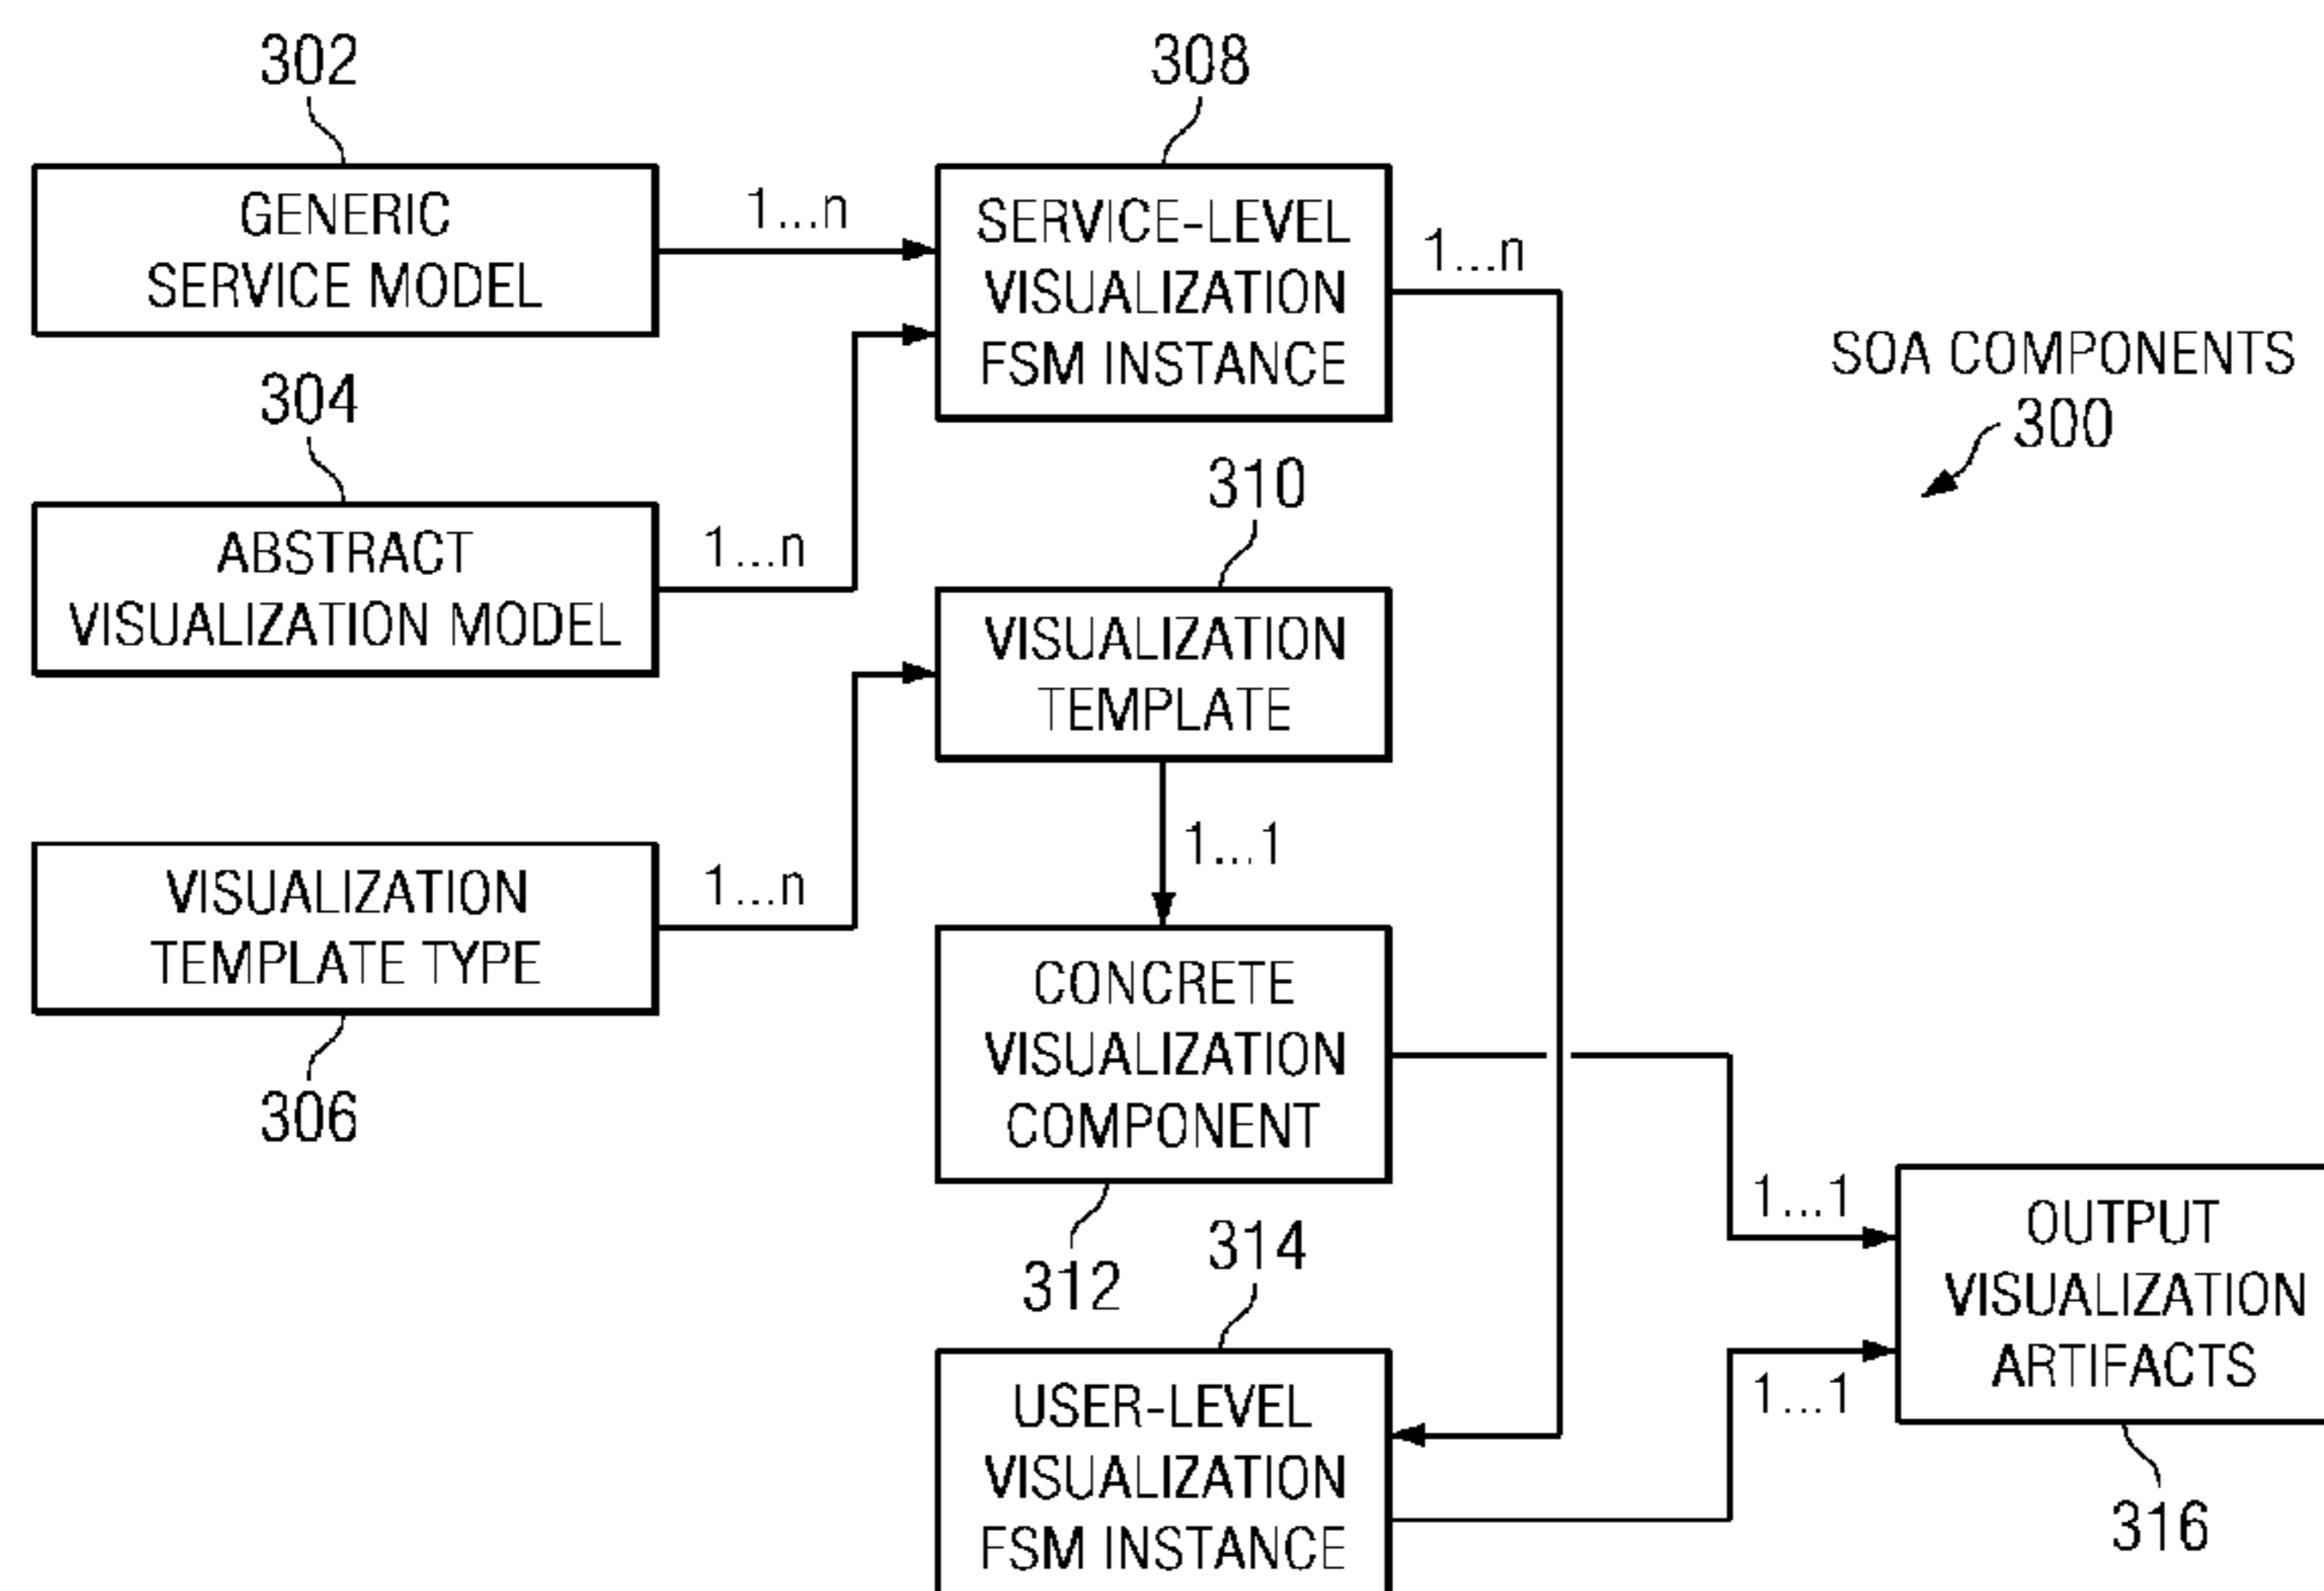 302
308
GENERIC
SERVICE MODEL
1...n
SERVICE-LEVEL
VISUALIZATION
FSM INSTANCE
1...n
SOA COMPONENTS
300
304
ABSTRACT
VISUALIZATION MODEL
1...n
310
VISUALIZATION
TEMPLATE
1...1
VISUALIZATION
TEMPLATE TYPE
1...n
306
CONCRETE
VISUALIZATION
COMPONENT
312
1...1
OUTPUT
VISUALIZATION
ARTIFACTS
316
314
USER-LEVEL
VISUALIZATION
FSM INSTANCE
1...1